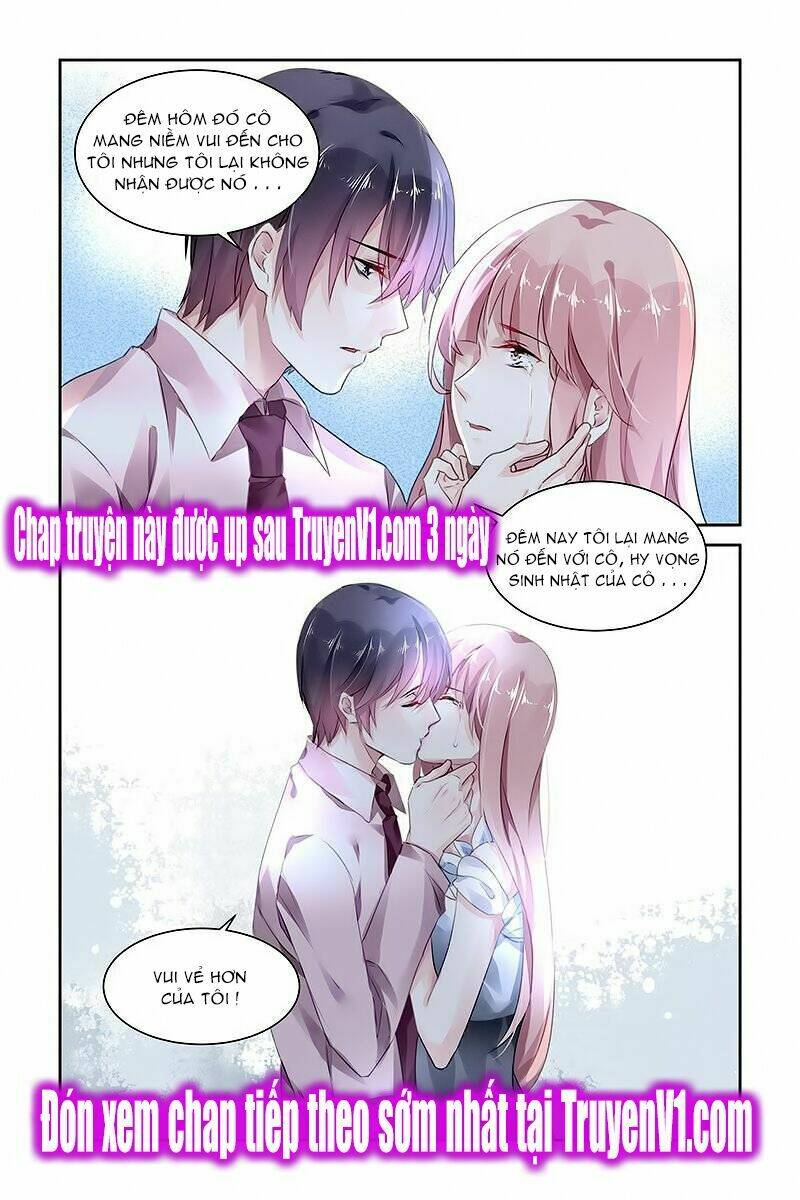 ĐÊM HÔM ĐÓ CÔ
MANG NIỀM VUI ĐẾN CHO
TÔI NHƯNG TÔI LẠI KHÔNG
NHẬN ĐƯỢC NÓ . . .
Chap truyện này được up sau TruyenV1.com 3 ngày
ĐÊM NAY TÔI LẠI MANG
NÓ ĐẾN VỚI CÔ, HY VỌNG
SINH NHẬT CỦA CÔ . . .
VUI VẺ HƠN
CỦA TÔI !
Đón xem chap tiếp theo sớm nhất tại TruyenV1.com